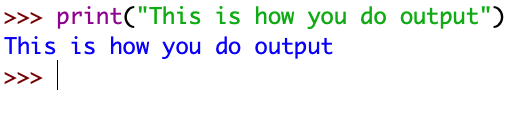 >>> print("This is how you do output")
This is how you do output
>>>